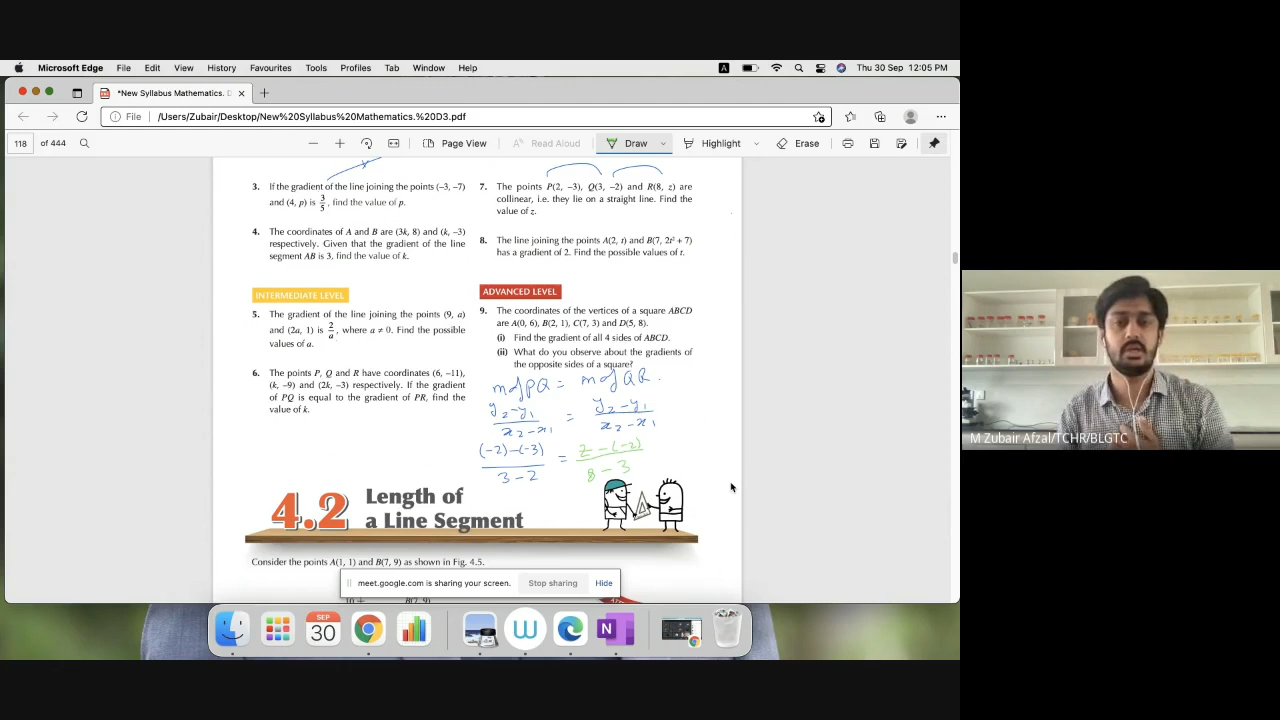 Microsoft Edge File Edit View History Favourites Tools Profiles Tab Window Help
A
Thu 30 Sep 12:05 PM
*New Syllabus Mathematics. D
File /Users/Zubair/Desktop/New%20Syllabus%20Mathematics.%20D3.pdf
118 of 444
Page View
Read Aloud
Draw
Highlight
Erase
3. If the gradient of the line joining the points (−3, −7)
and (4, p) is 3/5, find the value of p.
4. The coordinates of A and B are (3k, 8) and (k, −3)
respectively. Given that the gradient of the line
segment AB is 3, find the value of k.
INTERMEDIATE LEVEL
5. The gradient of the line joining the points (9, a)
and (2a, 1) is 2/a, where a ≠ 0. Find the possible
values of a.
6. The points P, Q and R have coordinates (6, −11),
(k, −9) and (2k, −3) respectively. If the gradient
of PQ is equal to the gradient of PR, find the
value of k.
7. The points P(2, −3), Q(3, −2) and R(8, z) are
collinear, i.e. they lie on a straight line. Find the
value of z.
8. The line joining the points A(2, t) and B(7, 2t² + 7)
has a gradient of 2. Find the possible values of t.
ADVANCED LEVEL
9. The coordinates of the vertices of a square ABCD
are A(0, 6), B(2, 1), C(7, 3) and D(5, 8).
(i) Find the gradient of all 4 sides of ABCD.
(ii) What do you observe about the gradients of
the opposite sides of a square?
m of PQ = m of QR.
y₂−y₁/x₂−x₁ = y₂−y₁/x₂−x₁
(−2)−(−3)/3−2 = z−(−2)/8−3
4.2 Length of
a Line Segment
Consider the points A(1, 1) and B(7, 9) as shown in Fig. 4.5.
meet.google.com is sharing your screen. Stop sharing Hide
10
B(7, 9)
SEP
30
M Zubair Afzal/TCHR/BLGTC